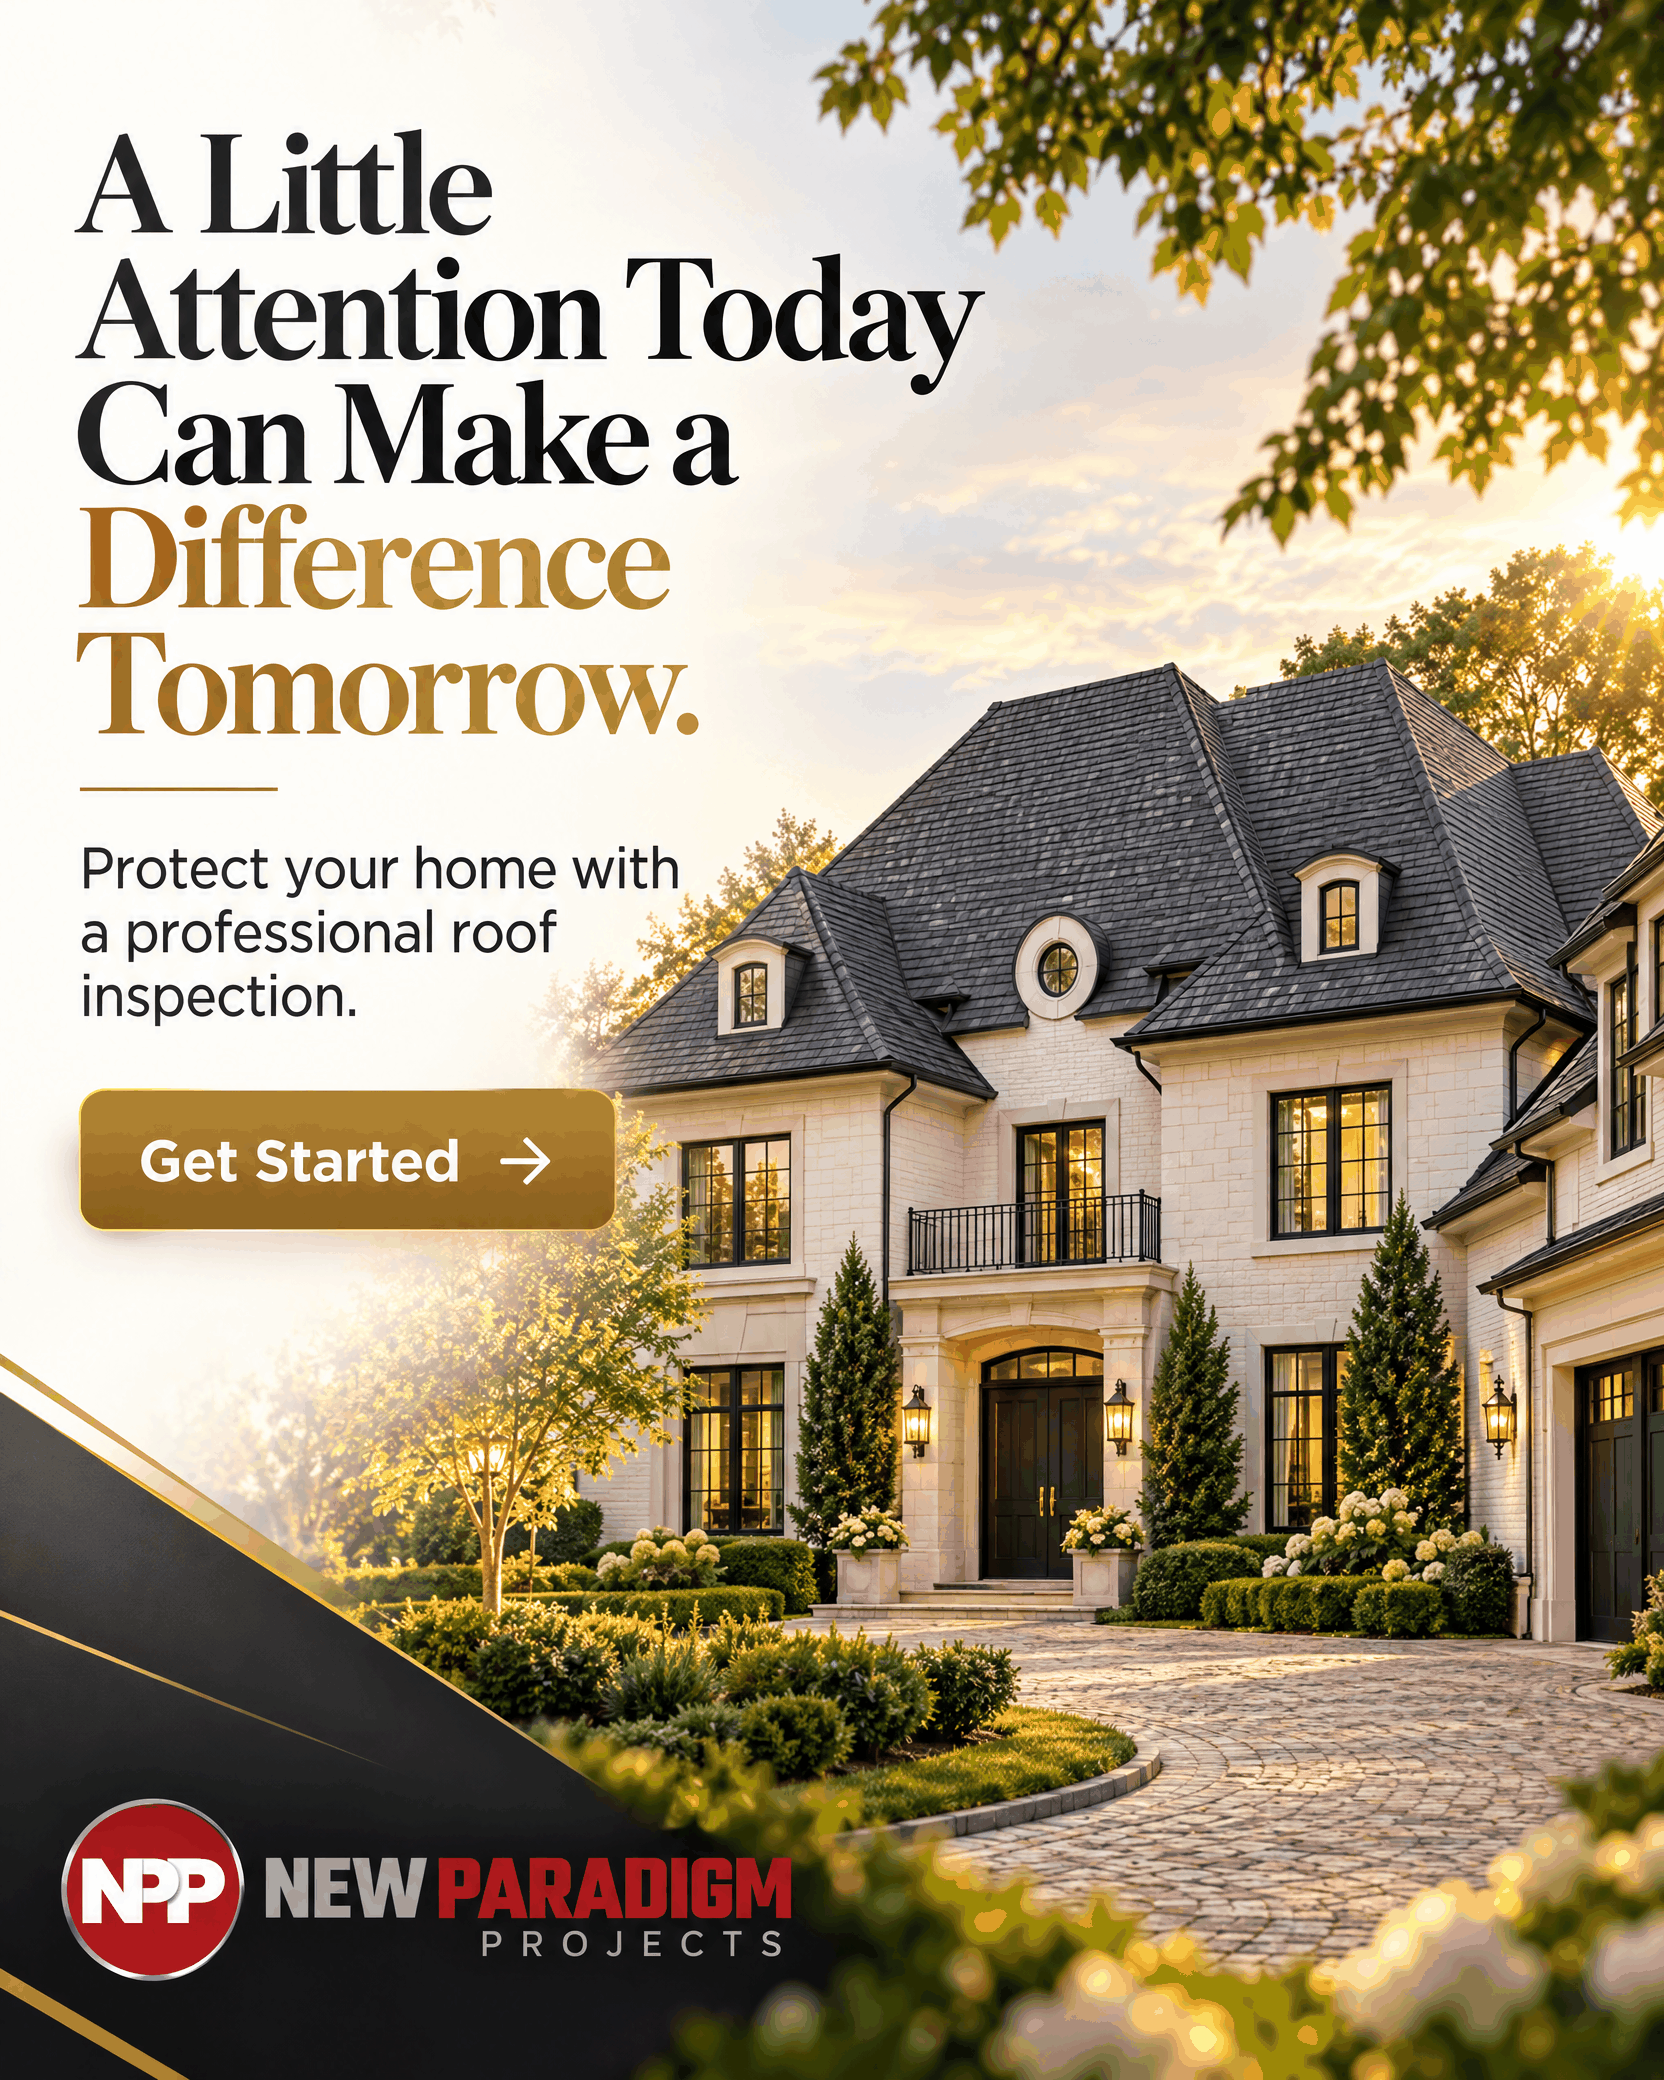 A Little
Attention Today
Can Make a
Difference
Tomorrow.
Protect your home with
a professional roof
inspection.
Get Started →
NPP NEW PARADIGM
PROJECTS